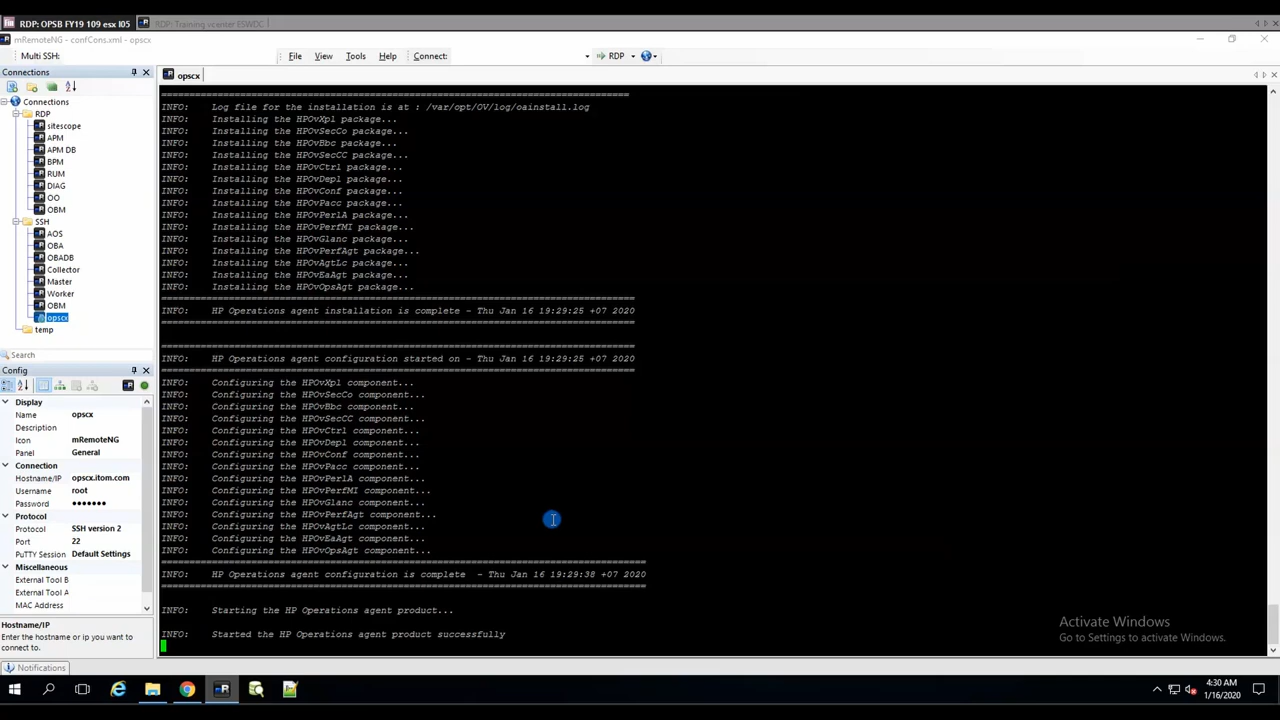 RDP: OPSB FY19 109 esx I05
RDP: Training vcenter FSWDC
mRemoteNG - confCons.xml - opscx
Multi SSH:
File View Tools Help Connect: RDP
Connections
opscx
Connections
RDP
sitescope
APM
APM DB
BPM
RUM
DIAG
OO
OBM
SSH
AOS
OBA
OBADB
Collector
Master
Worker
OBM
opscx
temp
Search
Config
Display
Name opscx
Description
Icon mRemoteNG
Panel General
Connection
Hostname/IP opscx.itom.com
Username root
Password •••••••
Protocol
Protocol SSH version 2
Port 22
PuTTY Session Default Settings
Miscellaneous
External Tool B
External Tool A
MAC Address
Hostname/IP
Enter the hostname or ip you want to
connect to.
Notifications
===========================================================================
INFO: Log file for the installation is at : /var/opt/OV/log/oainstall.log
INFO: Installing the HPOvXpl package...
INFO: Installing the HPOvSecCo package...
INFO: Installing the HPOvBbc package...
INFO: Installing the HPOvSecCC package...
INFO: Installing the HPOvCtrl package...
INFO: Installing the HPOvDepl package...
INFO: Installing the HPOvConf package...
INFO: Installing the HPOvPacc package...
INFO: Installing the HPOvPerlA package...
INFO: Installing the HPOvPerfMI package...
INFO: Installing the HPOvGlanc package...
INFO: Installing the HPOvPerfAgt package...
INFO: Installing the HPOvAgtLc package...
INFO: Installing the HPOvEaAgt package...
INFO: Installing the HPOvOpsAgt package...
===========================================================================
INFO: HP Operations agent installation is complete - Thu Jan 16 19:29:25 +07 2020
===========================================================================
===========================================================================
INFO: HP Operations agent configuration started on - Thu Jan 16 19:29:25 +07 2020
===========================================================================
INFO: Configuring the HPOvXpl component...
INFO: Configuring the HPOvSecCo component...
INFO: Configuring the HPOvBbc component...
INFO: Configuring the HPOvSecCC component...
INFO: Configuring the HPOvCtrl component...
INFO: Configuring the HPOvDepl component...
INFO: Configuring the HPOvConf component...
INFO: Configuring the HPOvPacc component...
INFO: Configuring the HPOvPerlA component...
INFO: Configuring the HPOvPerfMI component...
INFO: Configuring the HPOvGlanc component...
INFO: Configuring the HPOvPerfAgt component...
INFO: Configuring the HPOvAgtLc component...
INFO: Configuring the HPOvEaAgt component...
INFO: Configuring the HPOvOpsAgt component...
===========================================================================
INFO: HP Operations agent configuration is complete - Thu Jan 16 19:29:38 +07 2020
===========================================================================
INFO: Starting the HP Operations agent product...
INFO: Started the HP Operations agent product successfully
Activate Windows
Go to Settings to activate Windows.
4:30 AM
1/16/2020